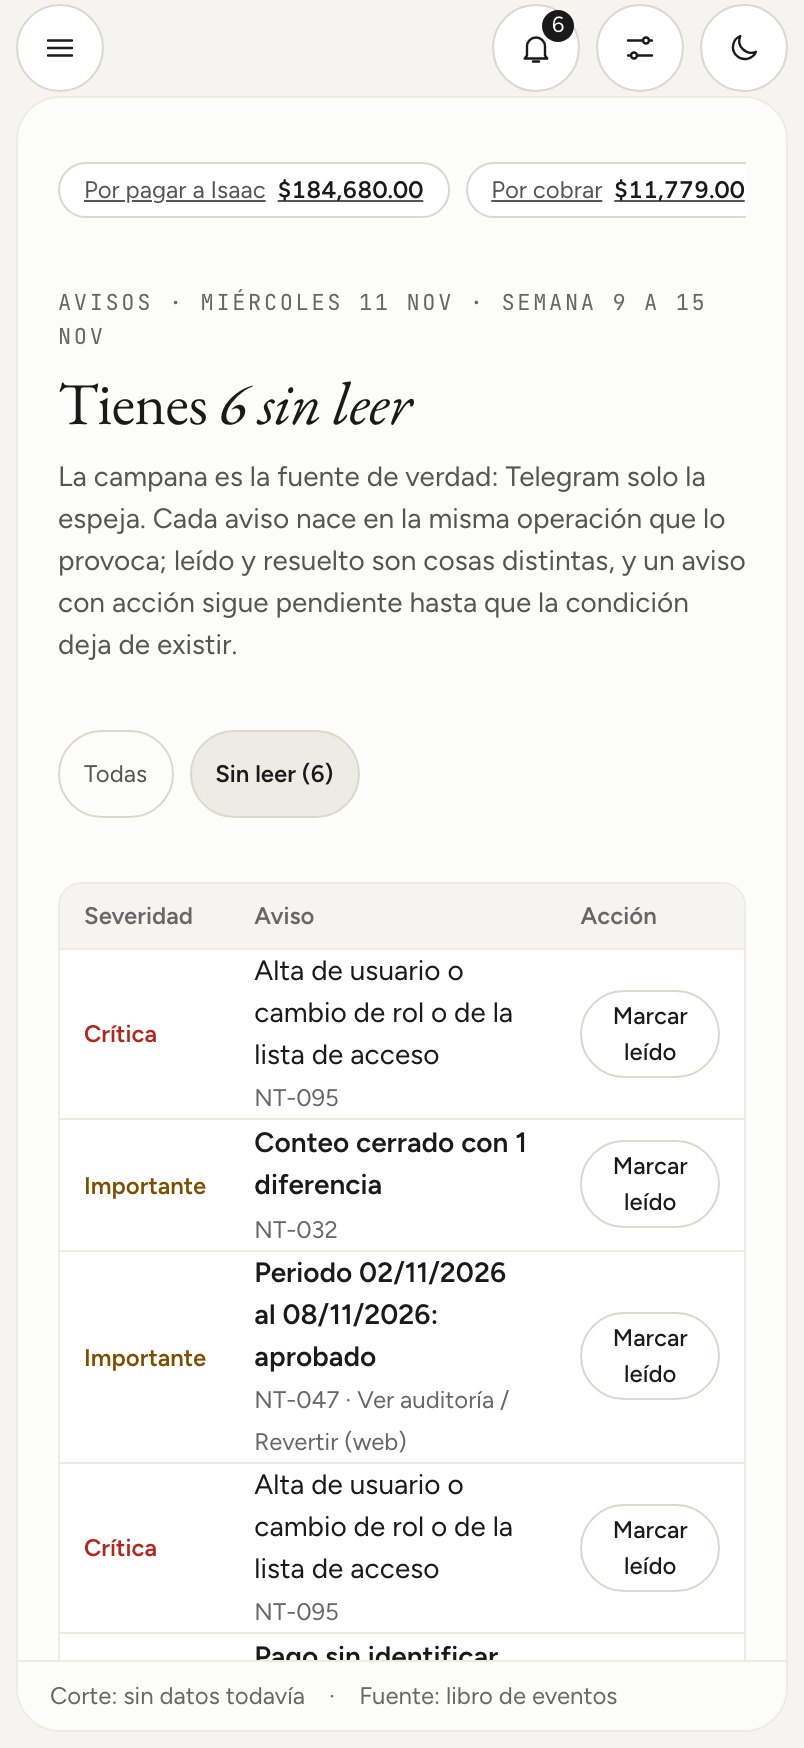 6
Por pagar a Isaac $184,680.00
Por cobrar $11,779.00
AVISOS · MIÉRCOLES 11 NOV · SEMANA 9 A 15
NOV
Tienes 6 sin leer
La campana es la fuente de verdad: Telegram solo la
espeja. Cada aviso nace en la misma operación que lo
provoca; leído y resuelto son cosas distintas, y un aviso
con acción sigue pendiente hasta que la condición
deja de existir.
Todas
Sin leer (6)
Severidad Aviso Acción
Crítica
Alta de usuario o
cambio de rol o de la
lista de acceso
NT-095
Marcar
leído
Importante
Conteo cerrado con 1
diferencia
NT-032
Marcar
leído
Importante
Periodo 02/11/2026
al 08/11/2026:
aprobado
NT-047 · Ver auditoría /
Revertir (web)
Marcar
leído
Crítica
Alta de usuario o
cambio de rol o de la
lista de acceso
NT-095
Marcar
leído
Pago sin identificar
Corte: sin datos todavía · Fuente: libro de eventos